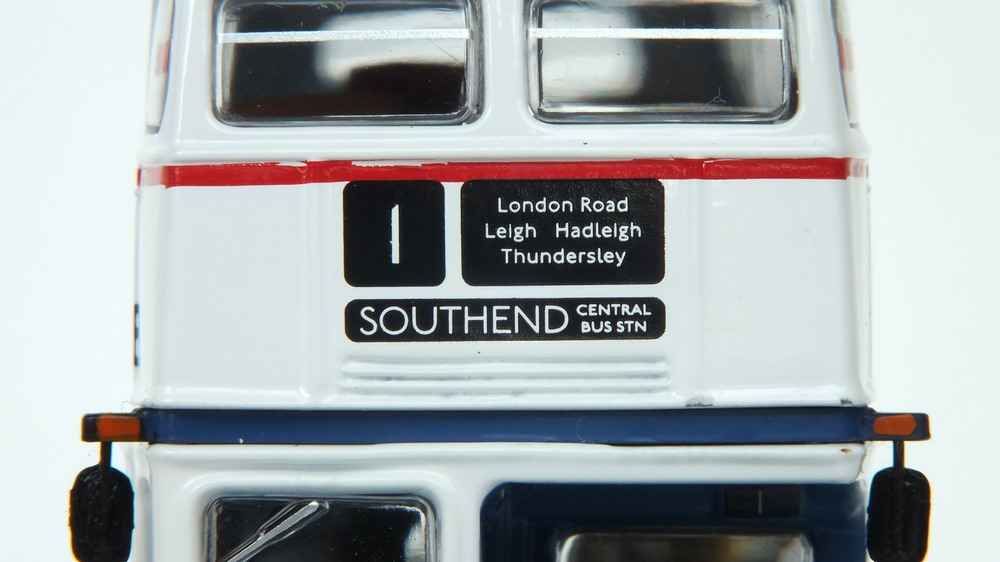 1
London Road
Leigh Hadleigh
Thundersley
SOUTHEND CENTRAL
BUS STN